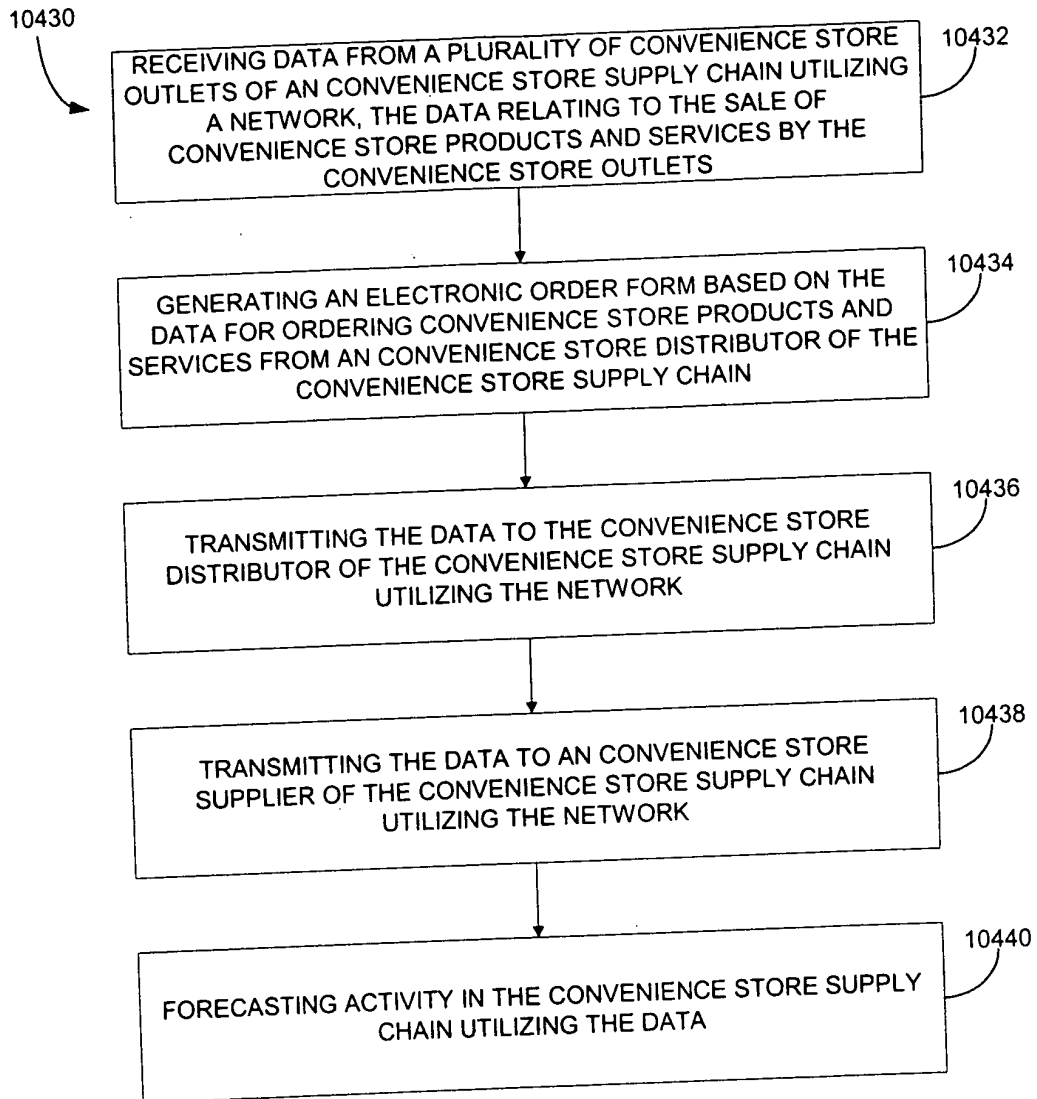 10430
10432
RECEIVING DATA FROM A PLURALITY OF CONVENIENCE STORE
OUTLETS OF AN CONVENIENCE STORE SUPPLY CHAIN UTILIZING
A NETWORK, THE DATA RELATING TO THE SALE OF
CONVENIENCE STORE PRODUCTS AND SERVICES BY THE
CONVENIENCE STORE OUTLETS
10434
GENERATING AN ELECTRONIC ORDER FORM BASED ON THE
DATA FOR ORDERING CONVENIENCE STORE PRODUCTS AND
SERVICES FROM AN CONVENIENCE STORE DISTRIBUTOR OF THE
CONVENIENCE STORE SUPPLY CHAIN
10436
TRANSMITTING THE DATA TO THE CONVENIENCE STORE
DISTRIBUTOR OF THE CONVENIENCE STORE SUPPLY CHAIN
UTILIZING THE NETWORK
10438
TRANSMITTING THE DATA TO AN CONVENIENCE STORE
SUPPLIER OF THE CONVENIENCE STORE SUPPLY CHAIN
UTILIZING THE NETWORK
10440
FORECASTING ACTIVITY IN THE CONVENIENCE STORE SUPPLY
CHAIN UTILIZING THE DATA